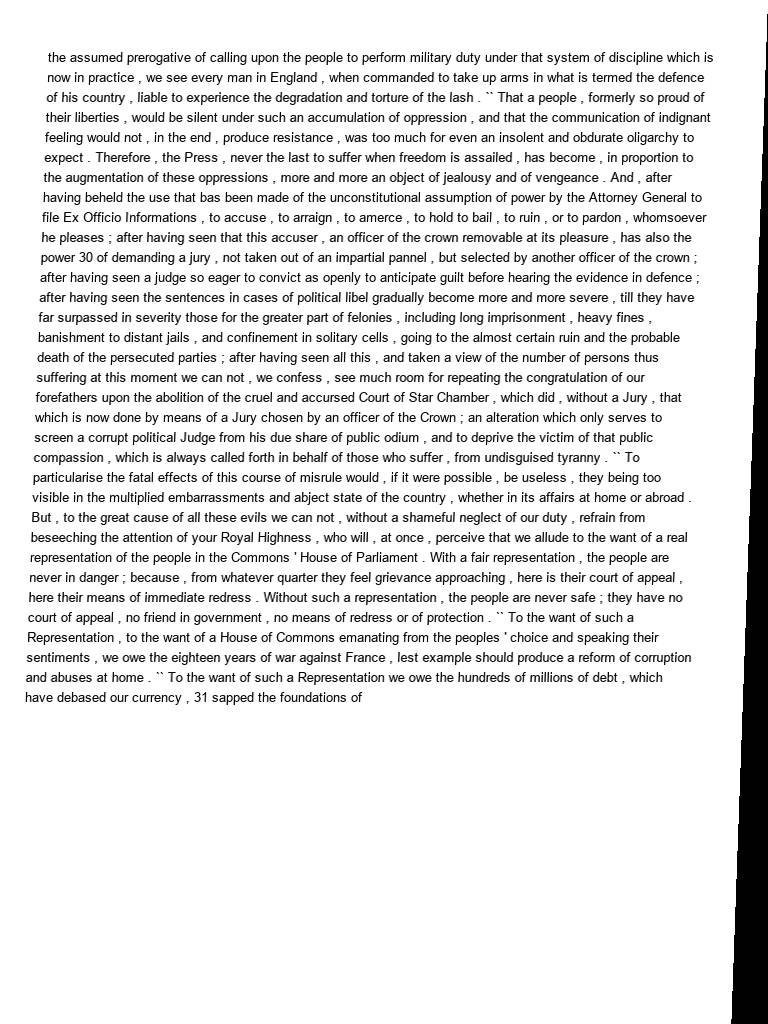 the assumed prerogative of calling upon the people to perform military duty under that system of discipline which is
now in practice , we see every man in England , when commanded to take up arms in what is termed the defence
of his country , liable to experience the degradation and torture of the lash . `` That a people , formerly so proud of
their liberties , would be silent under such an accumulation of oppression , and that the communication of indignant
feeling would not , in the end , produce resistance , was too much for even an insolent and obdurate oligarchy to
expect . Therefore , the Press , never the last to suffer when freedom is assailed , has become , in proportion to
the augmentation of these oppressions , more and more an object of jealousy and of vengeance . And , after
having beheld the use that bas been made of the unconstitutional assumption of power by the Attorney General to
file Ex Officio Informations , to accuse , to arraign , to amerce , to hold to bail , to ruin , or to pardon , whomsoever
he pleases ; after having seen that this accuser , an officer of the crown removable at its pleasure , has also the
power 30 of demanding a jury , not taken out of an impartial pannel , but selected by another officer of the crown ;
after having seen a judge so eager to convict as openly to anticipate guilt before hearing the evidence in defence ;
after having seen the sentences in cases of political libel gradually become more and more severe , till they have
far surpassed in severity those for the greater part of felonies , including long imprisonment , heavy fines ,
banishment to distant jails , and confinement in solitary cells , going to the almost certain ruin and the probable
death of the persecuted parties ; after having seen all this , and taken a view of the number of persons thus
suffering at this moment we can not , we confess , see much room for repeating the congratulation of our
forefathers upon the abolition of the cruel and accursed Court of Star Chamber , which did , without a Jury , that
which is now done by means of a Jury chosen by an officer of the Crown ; an alteration which only serves to
screen a corrupt political Judge from his due share of public odium , and to deprive the victim of that public
compassion , which is always called forth in behalf of those who suffer , from undisguised tyranny . `` To
particularise the fatal effects of this course of misrule would , if it were possible , be useless , they being too
visible in the multiplied embarrassments and abject state of the country , whether in its affairs at home or abroad .
But , to the great cause of all these evils we can not , without a shameful neglect of our duty , refrain from
beseeching the attention of your Royal Highness , who will , at once , perceive that we allude to the want of a real
representation of the people in the Commons ' House of Parliament . With a fair representation , the people are
never in danger ; because , from whatever quarter they feel grievance approaching , here is their court of appeal ,
here their means of immediate redress . Without such a representation , the people are never safe ; they have no
court of appeal , no friend in government , no means of redress or of protection . `` To the want of such a
Representation , to the want of a House of Commons emanating from the peoples ' choice and speaking their
sentiments , we owe the eighteen years of war against France , lest example should produce a reform of corruption
and abuses at home . `` To the want of such a Representation we owe the hundreds of millions of debt , which
have debased our currency , 31 sapped the foundations of